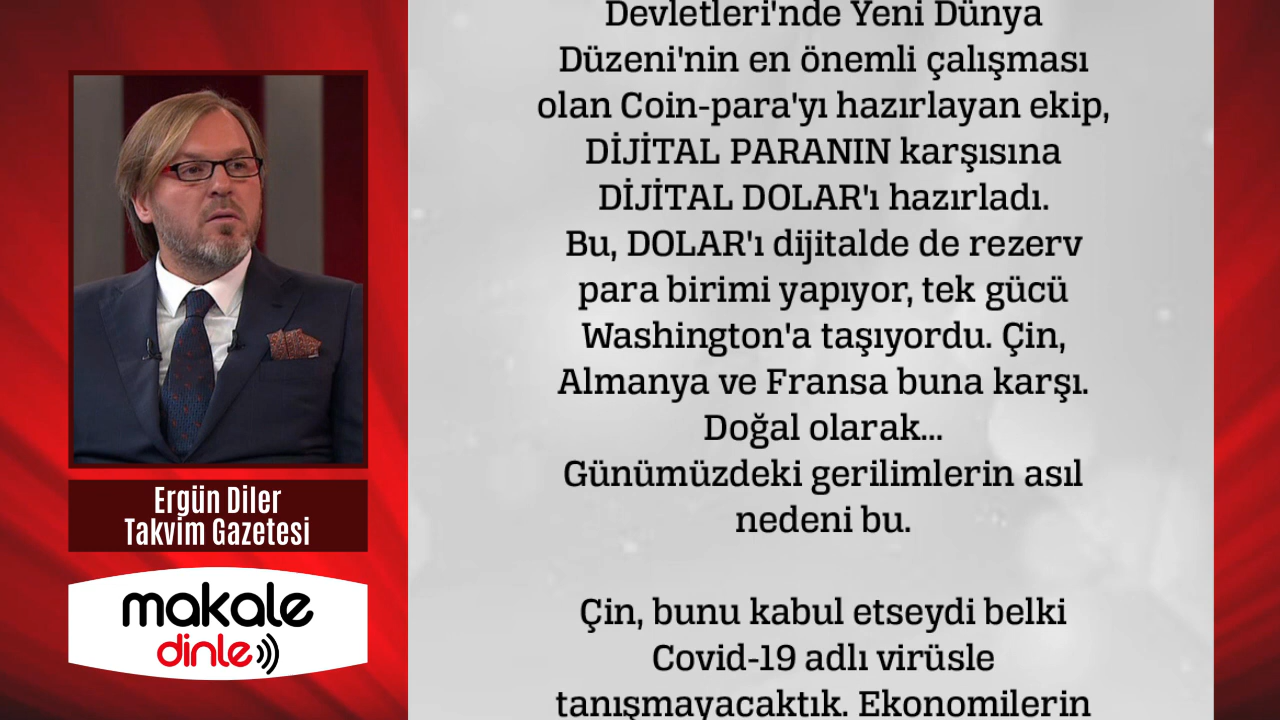 Devletleri'nde Yeni Dünya
Düzeni'nin en önemli çalışması
olan Coin-para'yı hazırlayan ekip,
DİJİTAL PARANIN karşısına
DİJİTAL DOLAR'ı hazırladı.
Bu, DOLAR'ı dijitalde de rezerv
para birimi yapıyor, tek gücü
Washington'a taşıyordu. Çin,
Almanya ve Fransa buna karşı.
Doğal olarak...
Günümüzdeki gerilimlerin asıl
nedeni bu.
Çin, bunu kabul etseydi belki
Covid-19 adlı virüsle
tanışmayacaktık. Ekonomilerin
Ergün Diler
Takvim Gazetesi
makale
dinle